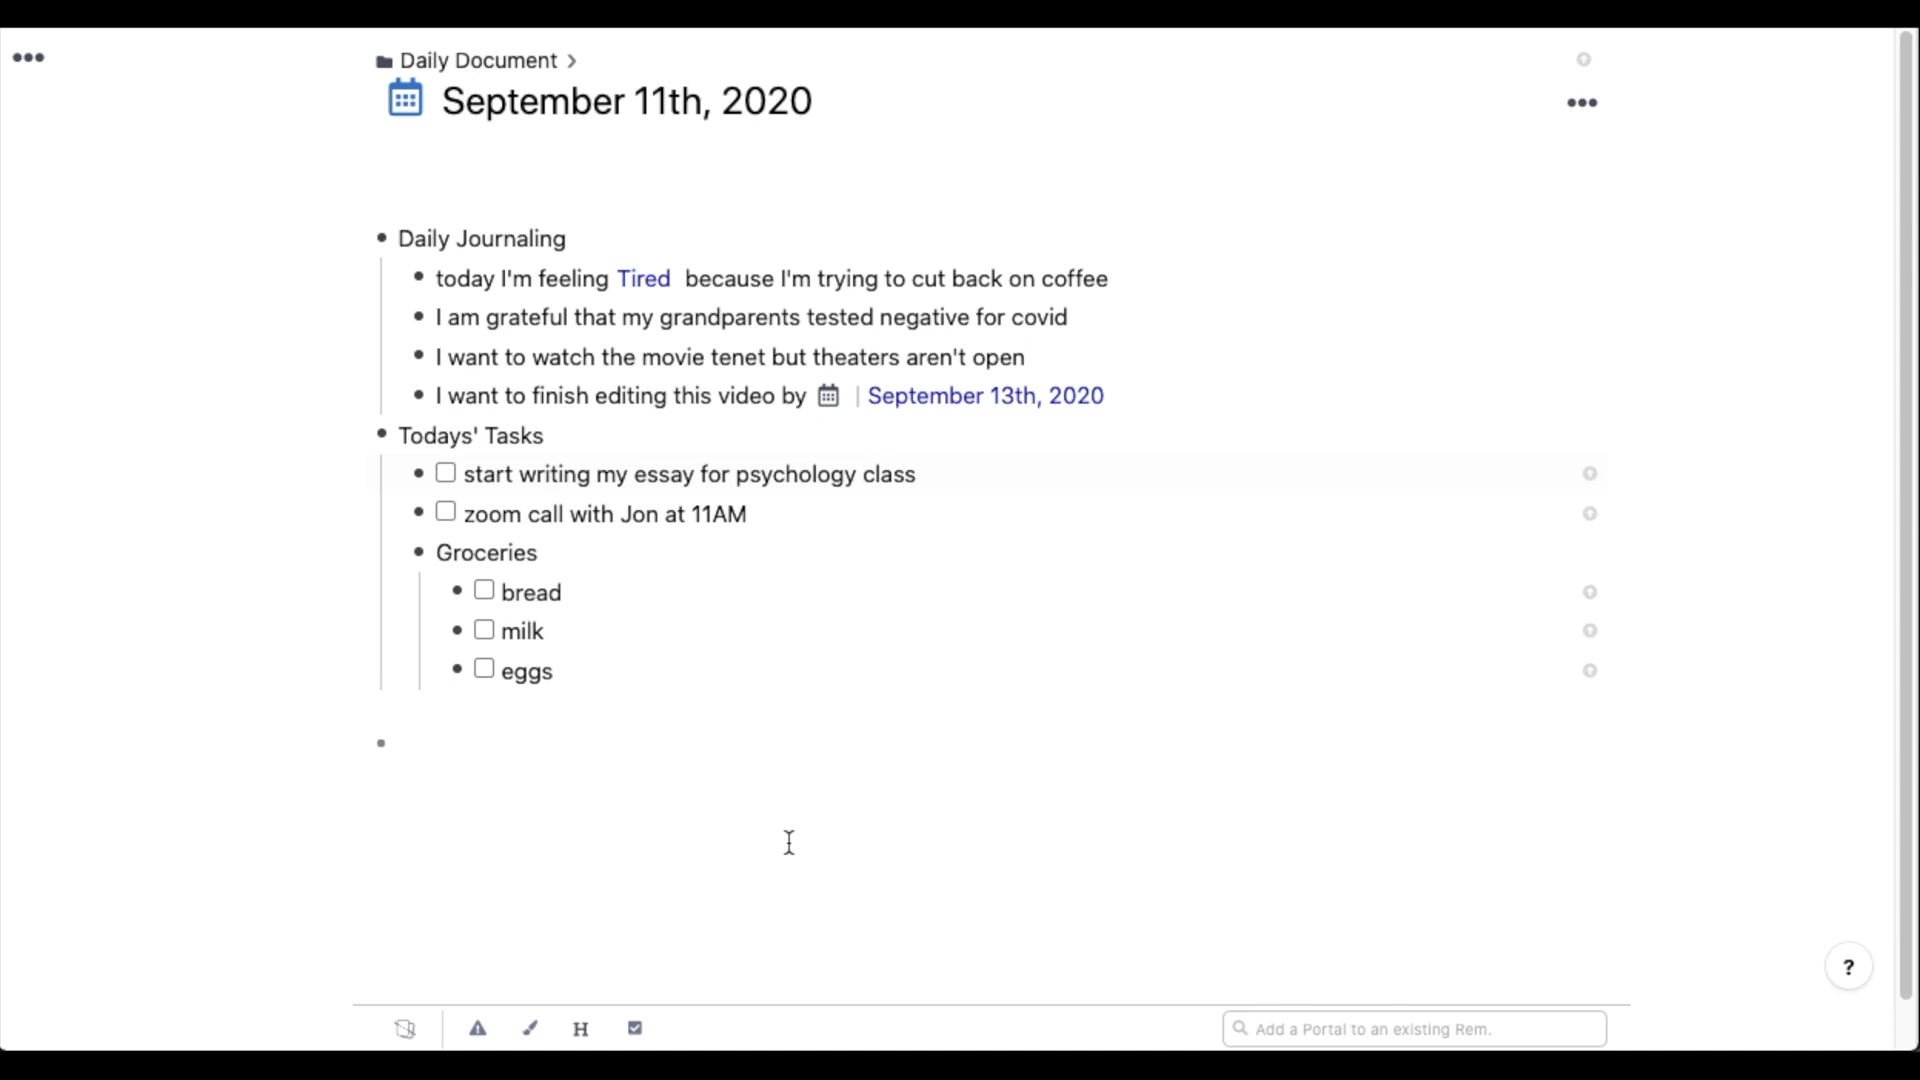 Daily Document
September 11th, 2020
Daily Journaling
today I'm feeling Tired because I'm trying to cut back on coffee
I am grateful that my grandparents tested negative for covid
I want to watch the movie tenet but theaters aren't open
I want to finish editing this video by | September 13th, 2020
Todays' Tasks
start writing my essay for psychology class
zoom call with Jon at 11AM
Groceries
bread
milk
eggs
?
H
Add a Portal to an existing Rem.